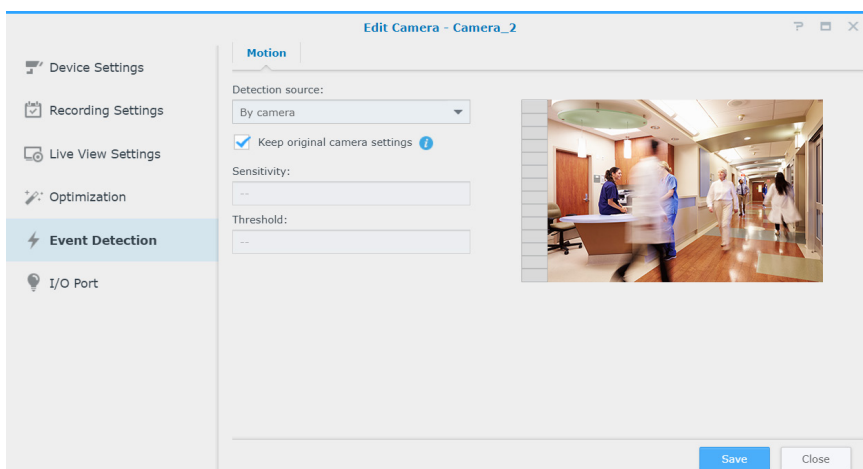 Edit Camera - Camera_2
Device Settings
Recording Settings
Live View Settings
Optimization
Event Detection
I/O Port
Motion
Detection source:
By camera
Keep original camera settings
Sensitivity:
--
Threshold:
--
Save
Close